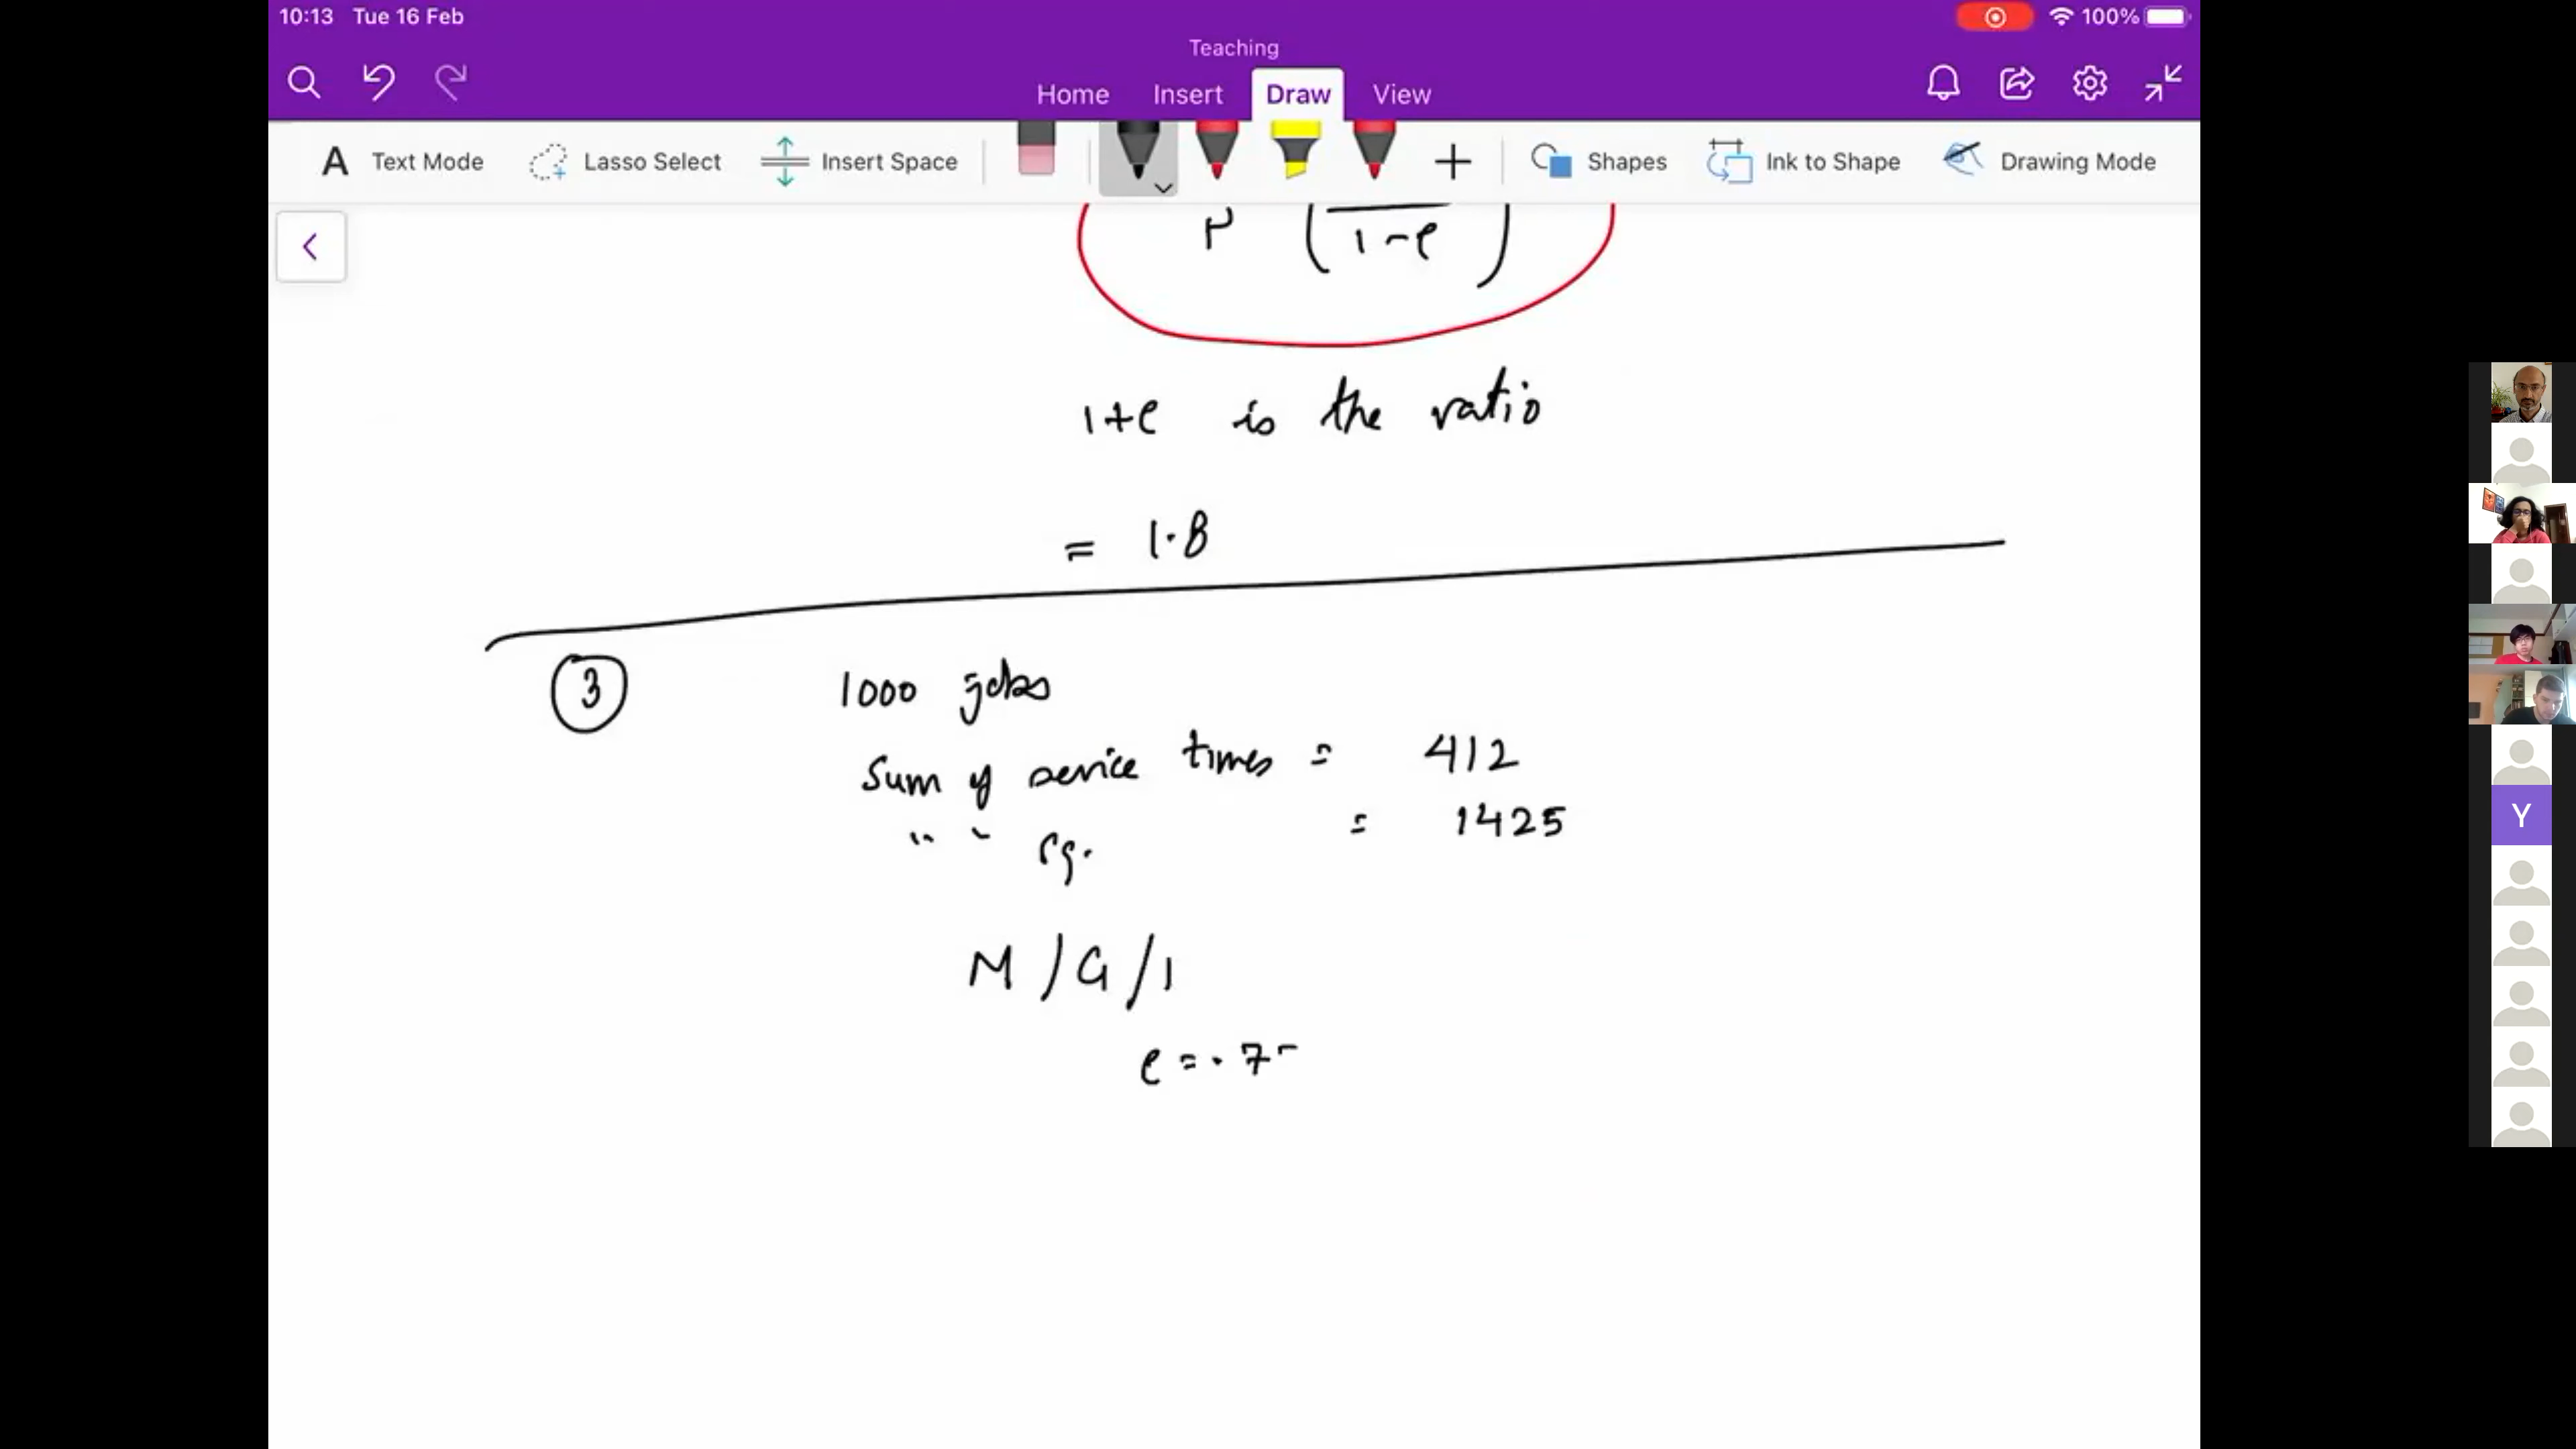 10:13 Tue 16 Feb
100%
Teaching
Home Insert Draw View
A Text Mode Lasso Select Insert Space Shapes Ink to Shape Drawing Mode
μ ( 1-ρ )
1+ρ is the ratio
= 1.8
3 1000 jobs
Sum of service times = 412
" " sq. = 1425
M/G/1
ρ = . 7
Y